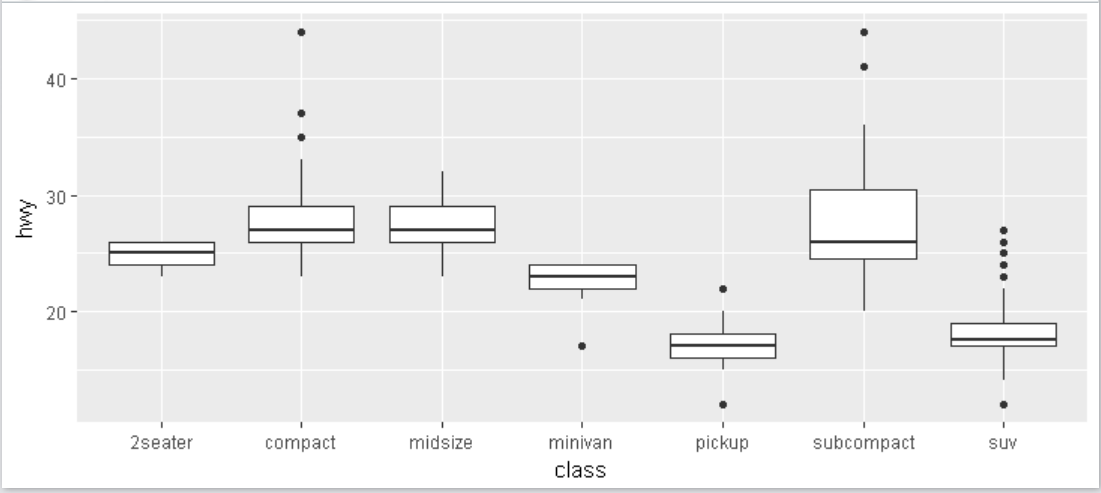 40
30
20
hwy
2seater compact midsize minivan pickup subcompact suv
class